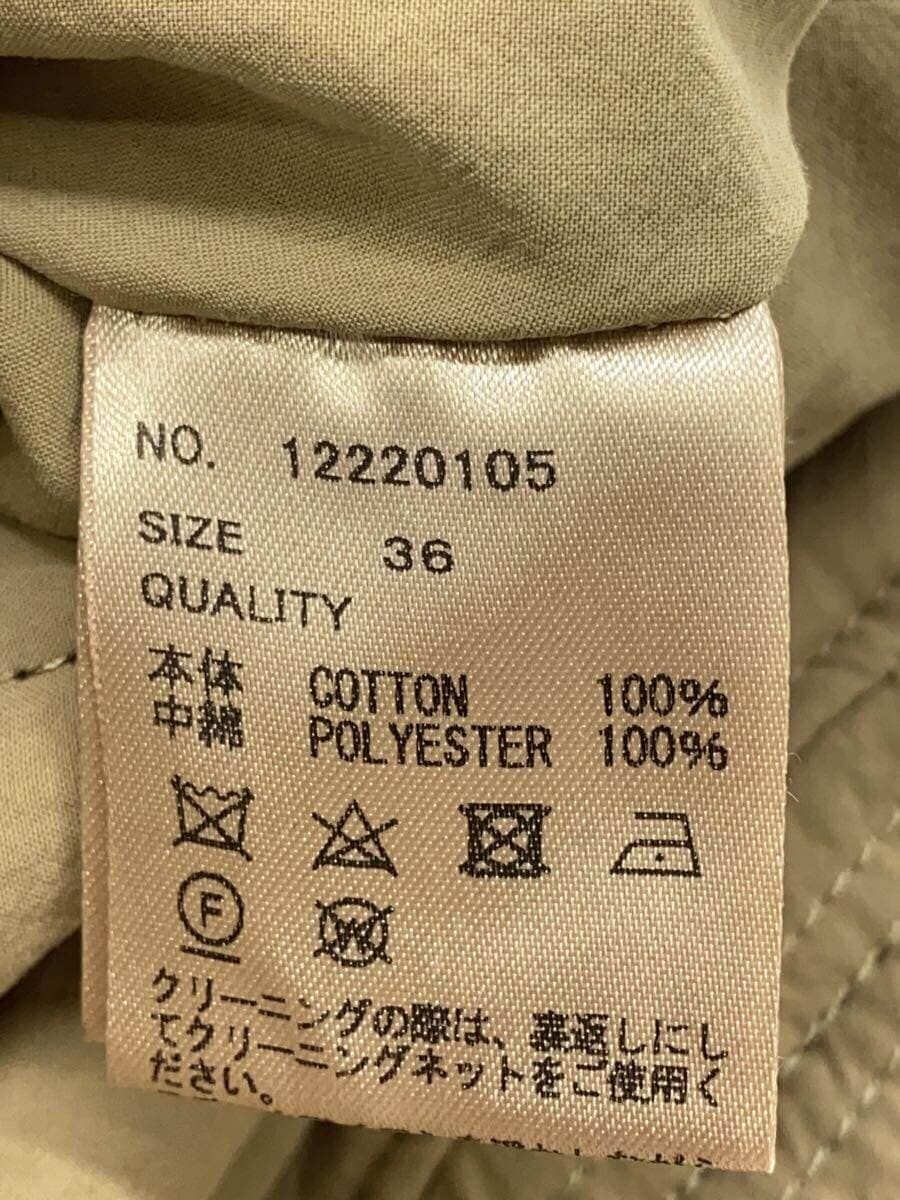 NO. 12220105
SIZE 36
QUALITY
本体 COTTON 100%
中綿 POLYESTER 100%
F W
クリーニングの際は、裏返しにし
てクリーニングネットをご使用く
ださい。